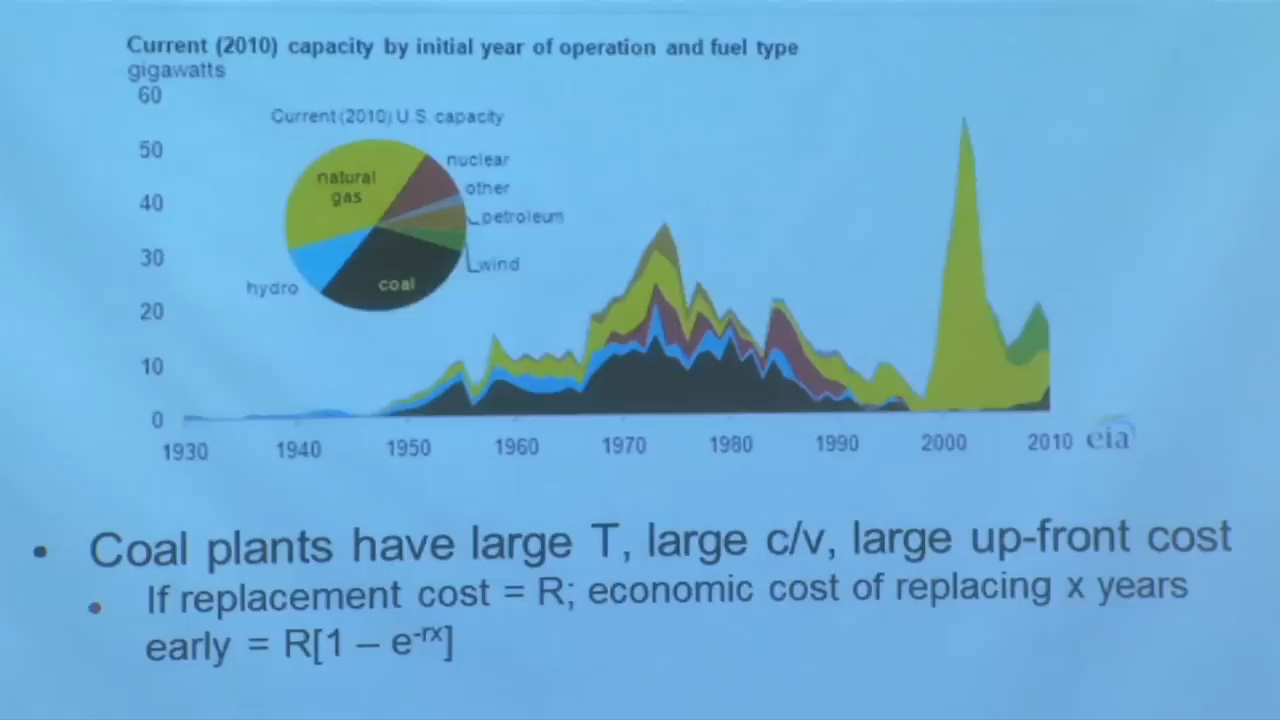 Current (2010) capacity by initial year of operation and fuel type
gigawatts
60
Current (2010) U.S. capacity
50
nuclear
natural
gas
other
40
petroleum
30
wind
hydro
coal
20
10
0
1930 1940 1950 1960 1970 1980 1990 2000 2010 eia
• Coal plants have large T, large c/v, large up-front cost
• If replacement cost = R; economic cost of replacing x years
early = R[1 – e-rx]